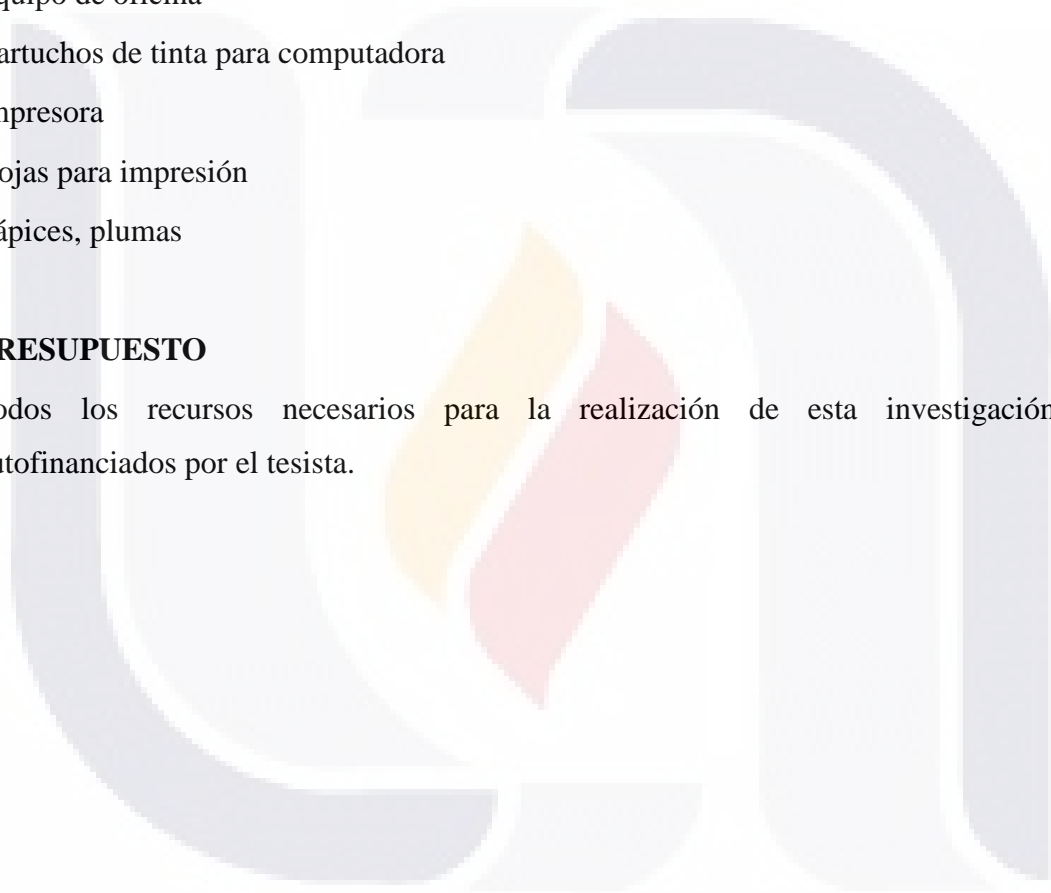 quipo de oficina
artuchos de tinta para computadora
mpresora
ojas para impresión
ápices, plumas
RESUPUESTO
odos los recursos necesarios para la realización de esta investigación
utofinanciados por el tesista.